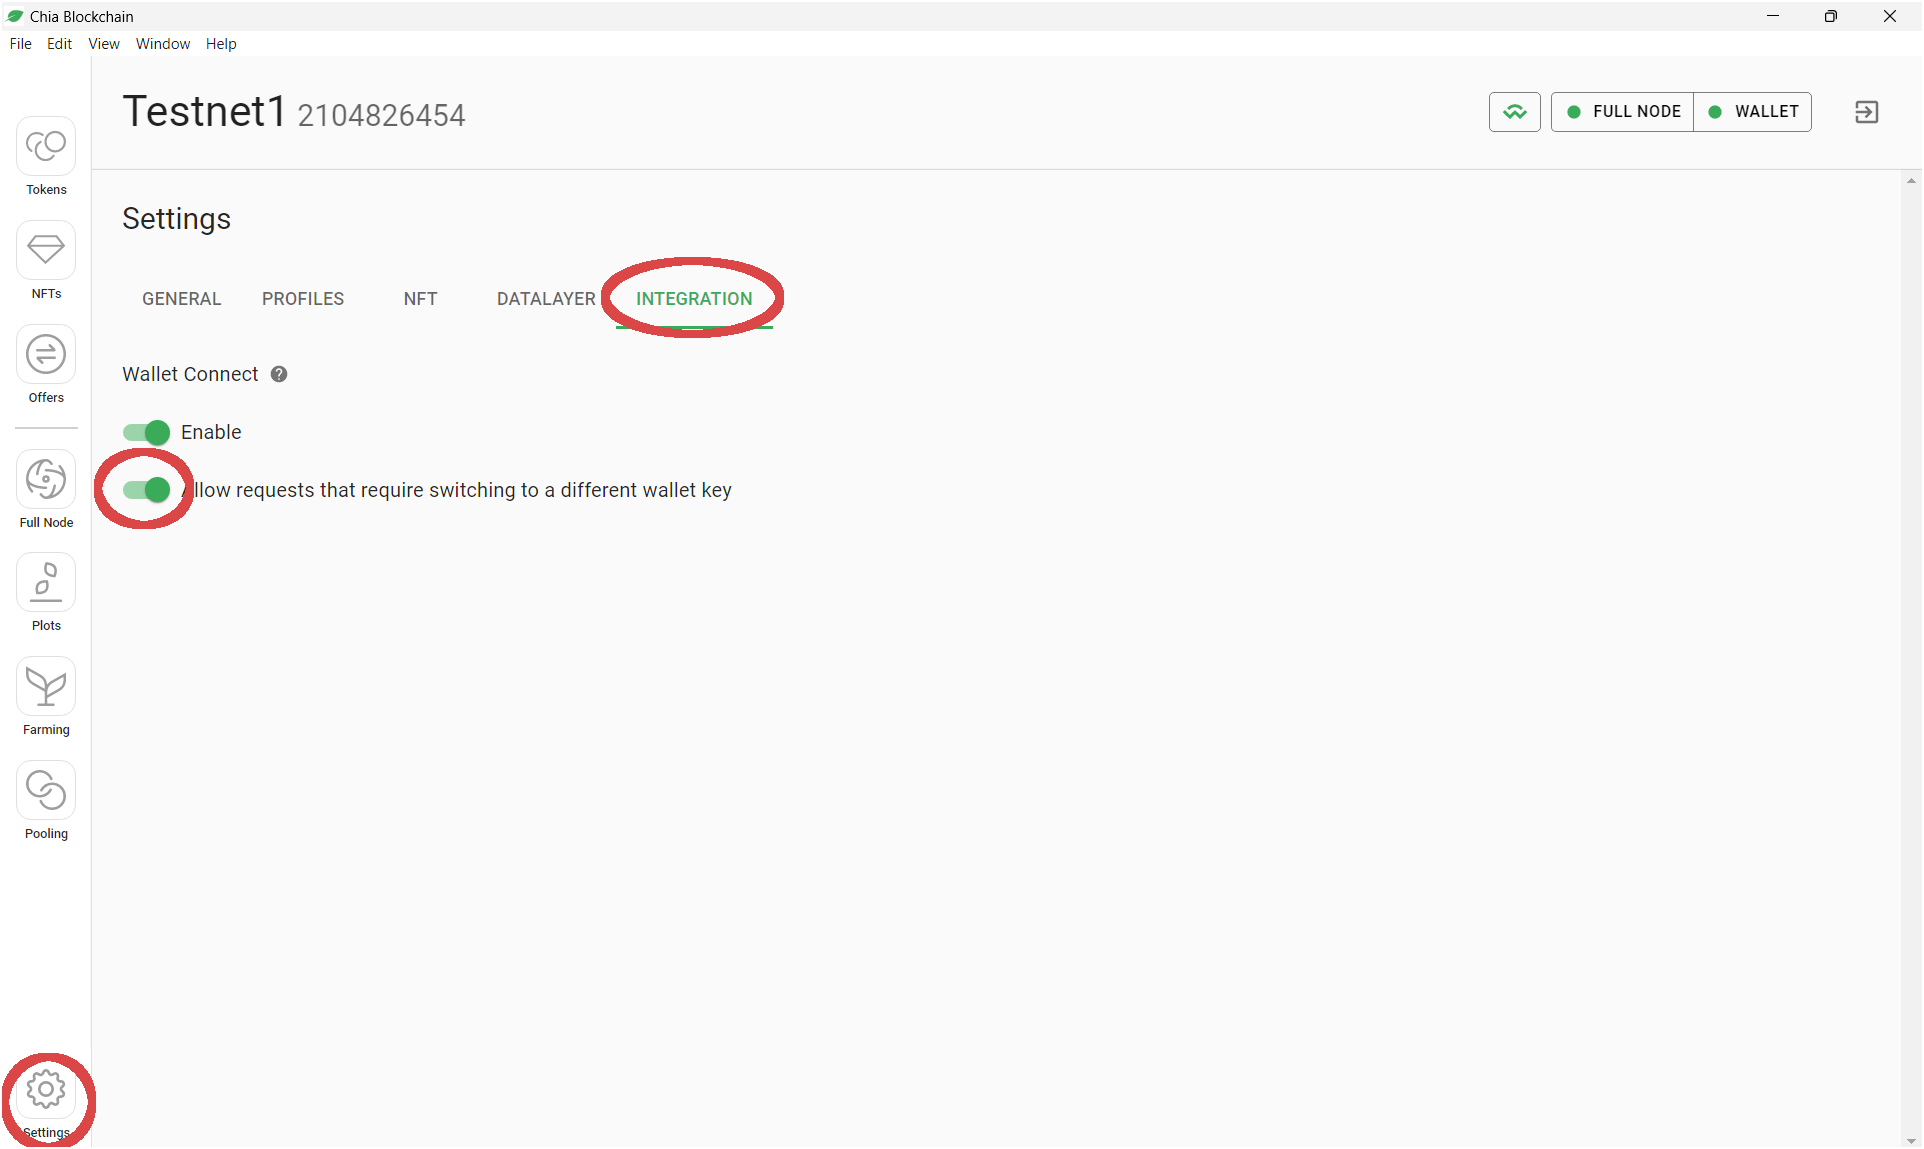 Chia Blockchain
File Edit View Window Help
Testnet1 2104826454
FULL NODE WALLET
Tokens
NFTs
Offers
Full Node
Plots
Farming
Pooling
Settings
Settings
GENERAL PROFILES NFT DATALAYER INTEGRATION
Wallet Connect ?
Enable
Allow requests that require switching to a different wallet key